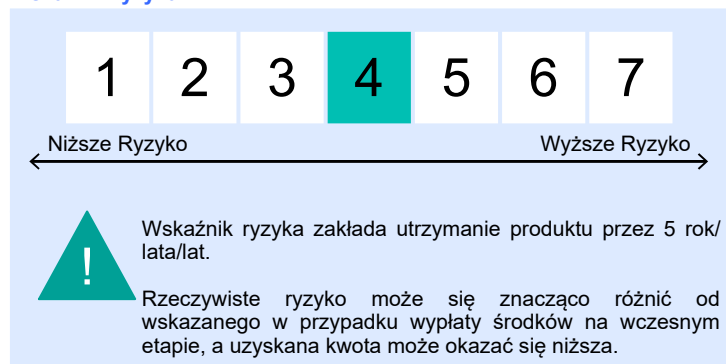 1 2 3 4 5 6 7
Niższe Ryzyko Wyższe Ryzyko
! Wskaźnik ryzyka zakłada utrzymanie produktu przez 5 rok/
lata/lat.
Rzeczywiste ryzyko może się znacząco różnić od
wskazanego w przypadku wypłaty środków na wczesnym
etapie, a uzyskana kwota może okazać się niższa.